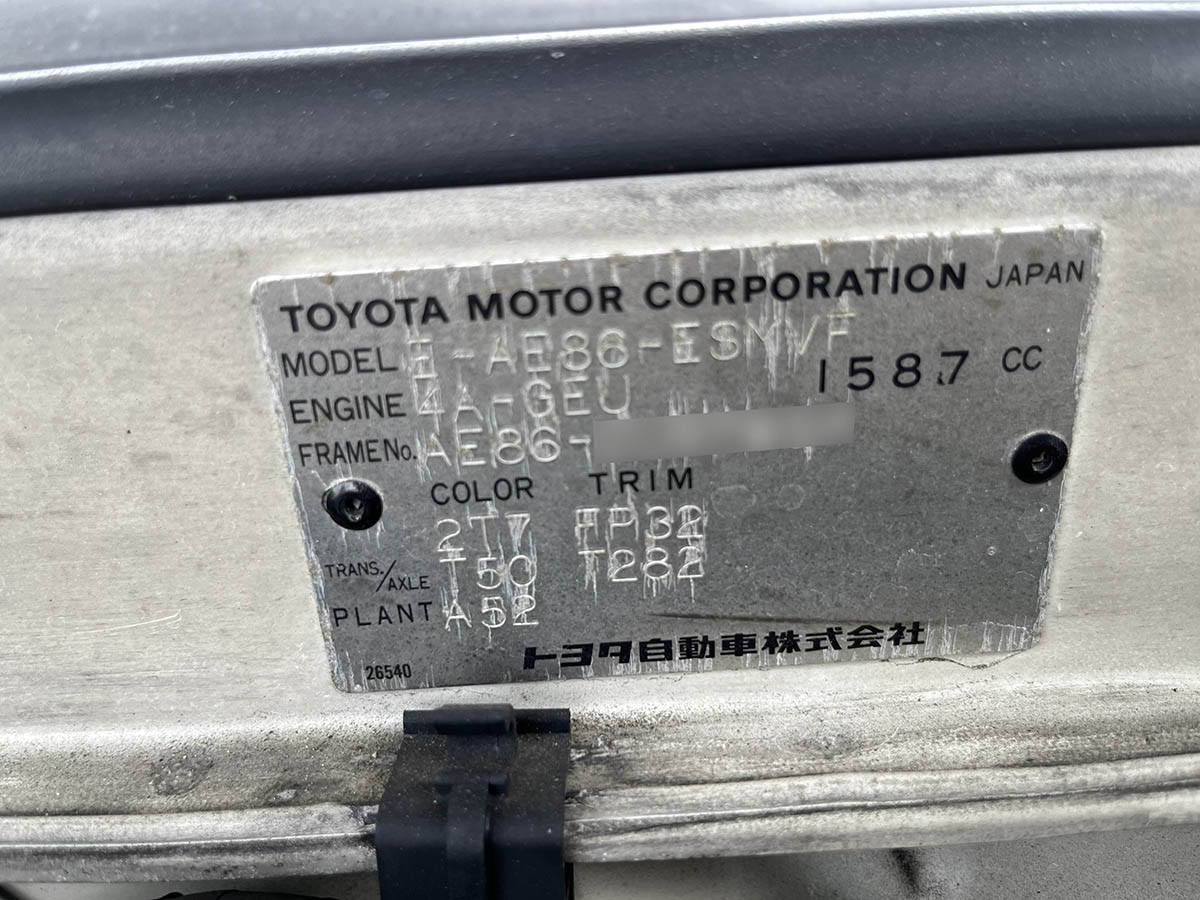 TOYOTA MOTOR CORPORATION JAPAN
MODEL E-AE86-ESMVF
ENGINE 4A-GEU 1587 CC
FRAME No. AE86-
COLOR TRIM
2T7 FP32
TRANS./AXLE T50 T282
PLANT A52
26540 トヨタ自動車株式会社